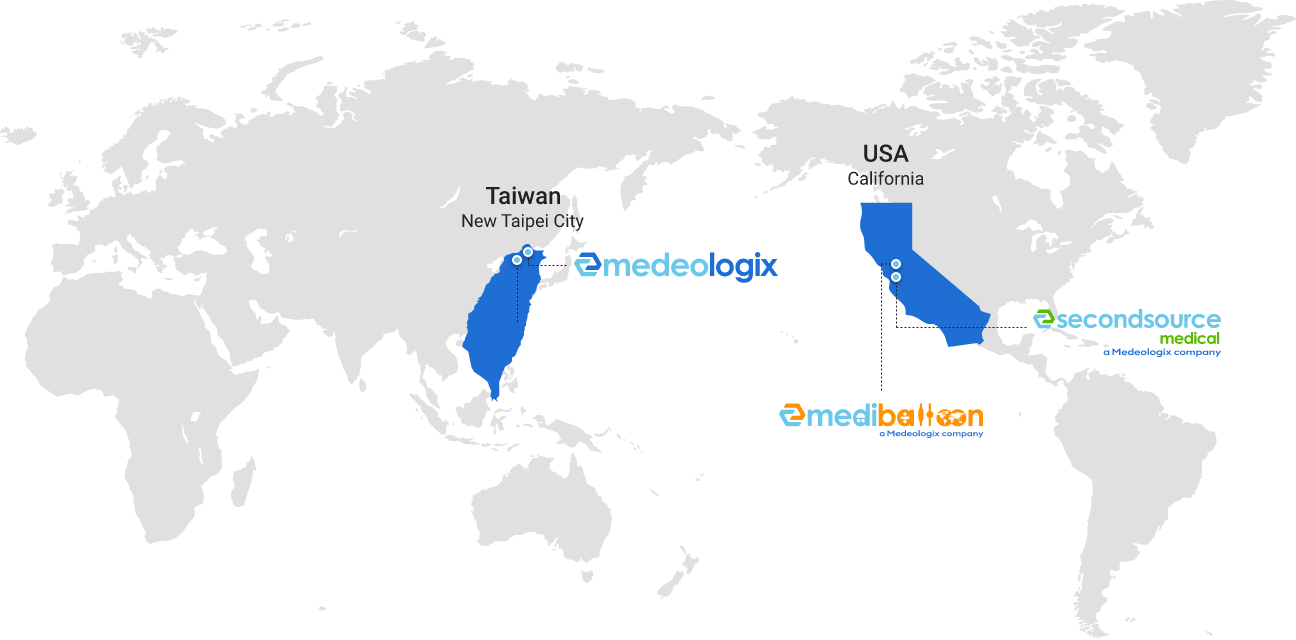 USA
California
Taiwan
New Taipei City
medeologix
secondsource
medical
a Medeologix company
mediballoon
a Medeologix company